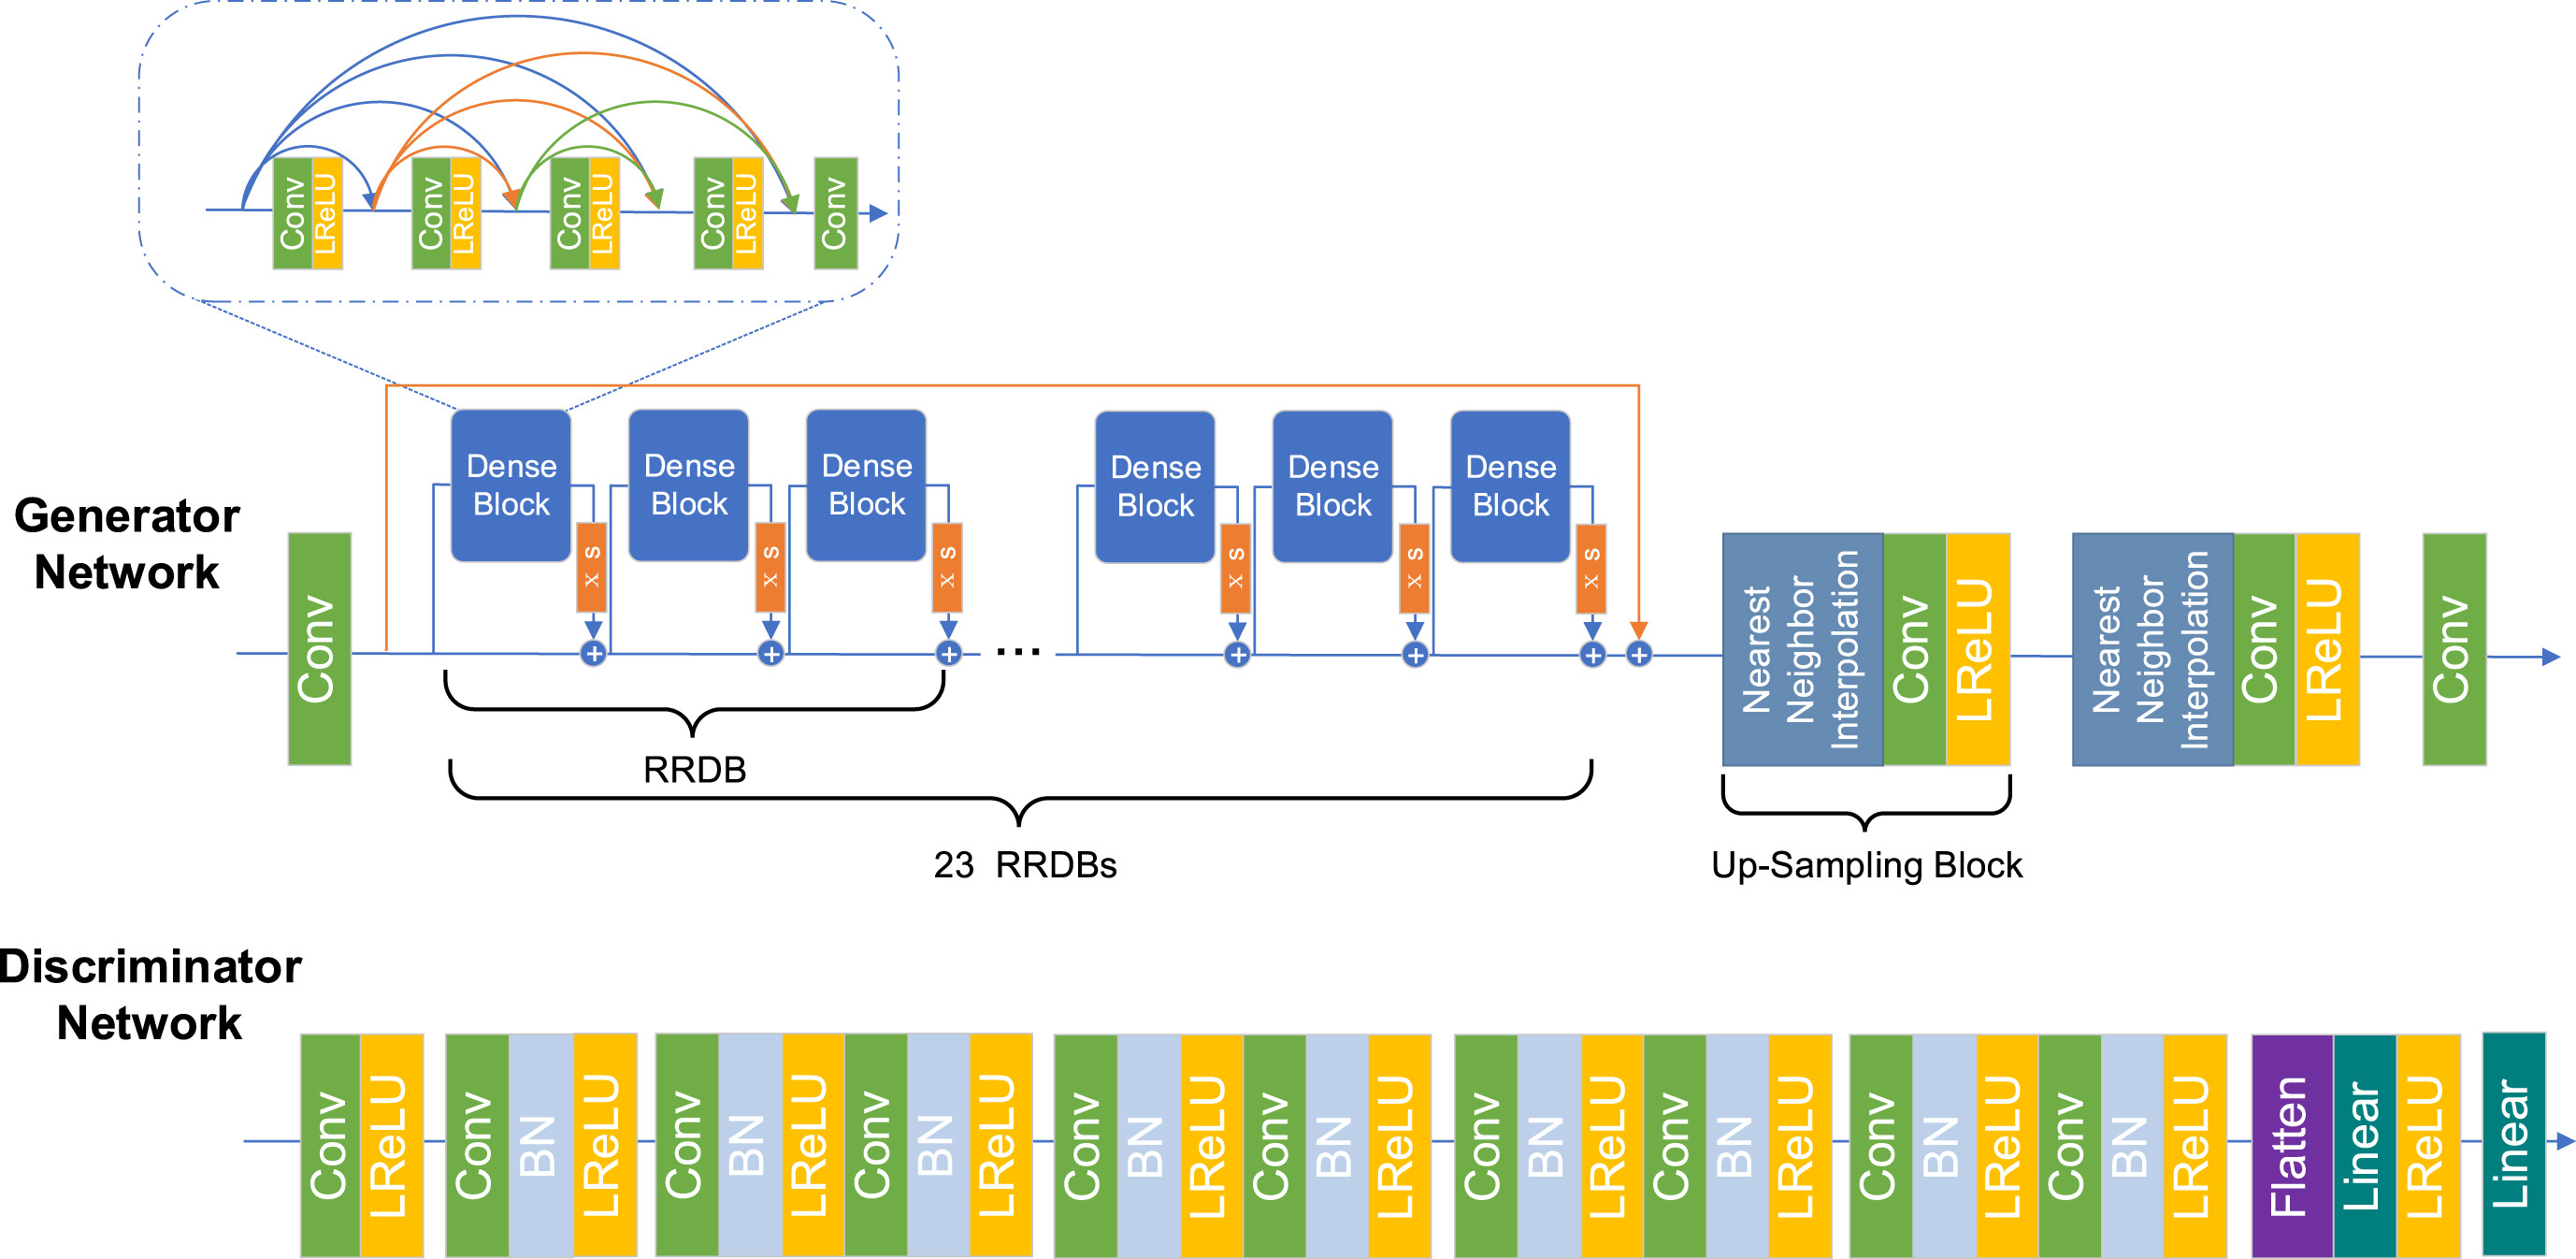 Conv LReLU Conv LReLU Conv LReLU Conv LReLU Conv
Generator
Network
Conv
Dense
Block
x s
Dense
Block
x s
Dense
Block
x s
...
Dense
Block
x s
Dense
Block
x s
Dense
Block
x s
+ + + + + + +
Nearest
Neighbor
Interpolation
Conv
LReLU
Nearest
Neighbor
Interpolation
Conv
LReLU
Conv
RRDB
23 RRDBs
Up-Sampling Block
Discriminator
Network
Conv LReLU
Conv BN LReLU
Conv BN LReLU Conv BN LReLU
Conv BN LReLU Conv BN LReLU
Conv BN LReLU Conv BN LReLU
Conv BN LReLU Conv BN LReLU
Flatten Linear LReLU
Linear